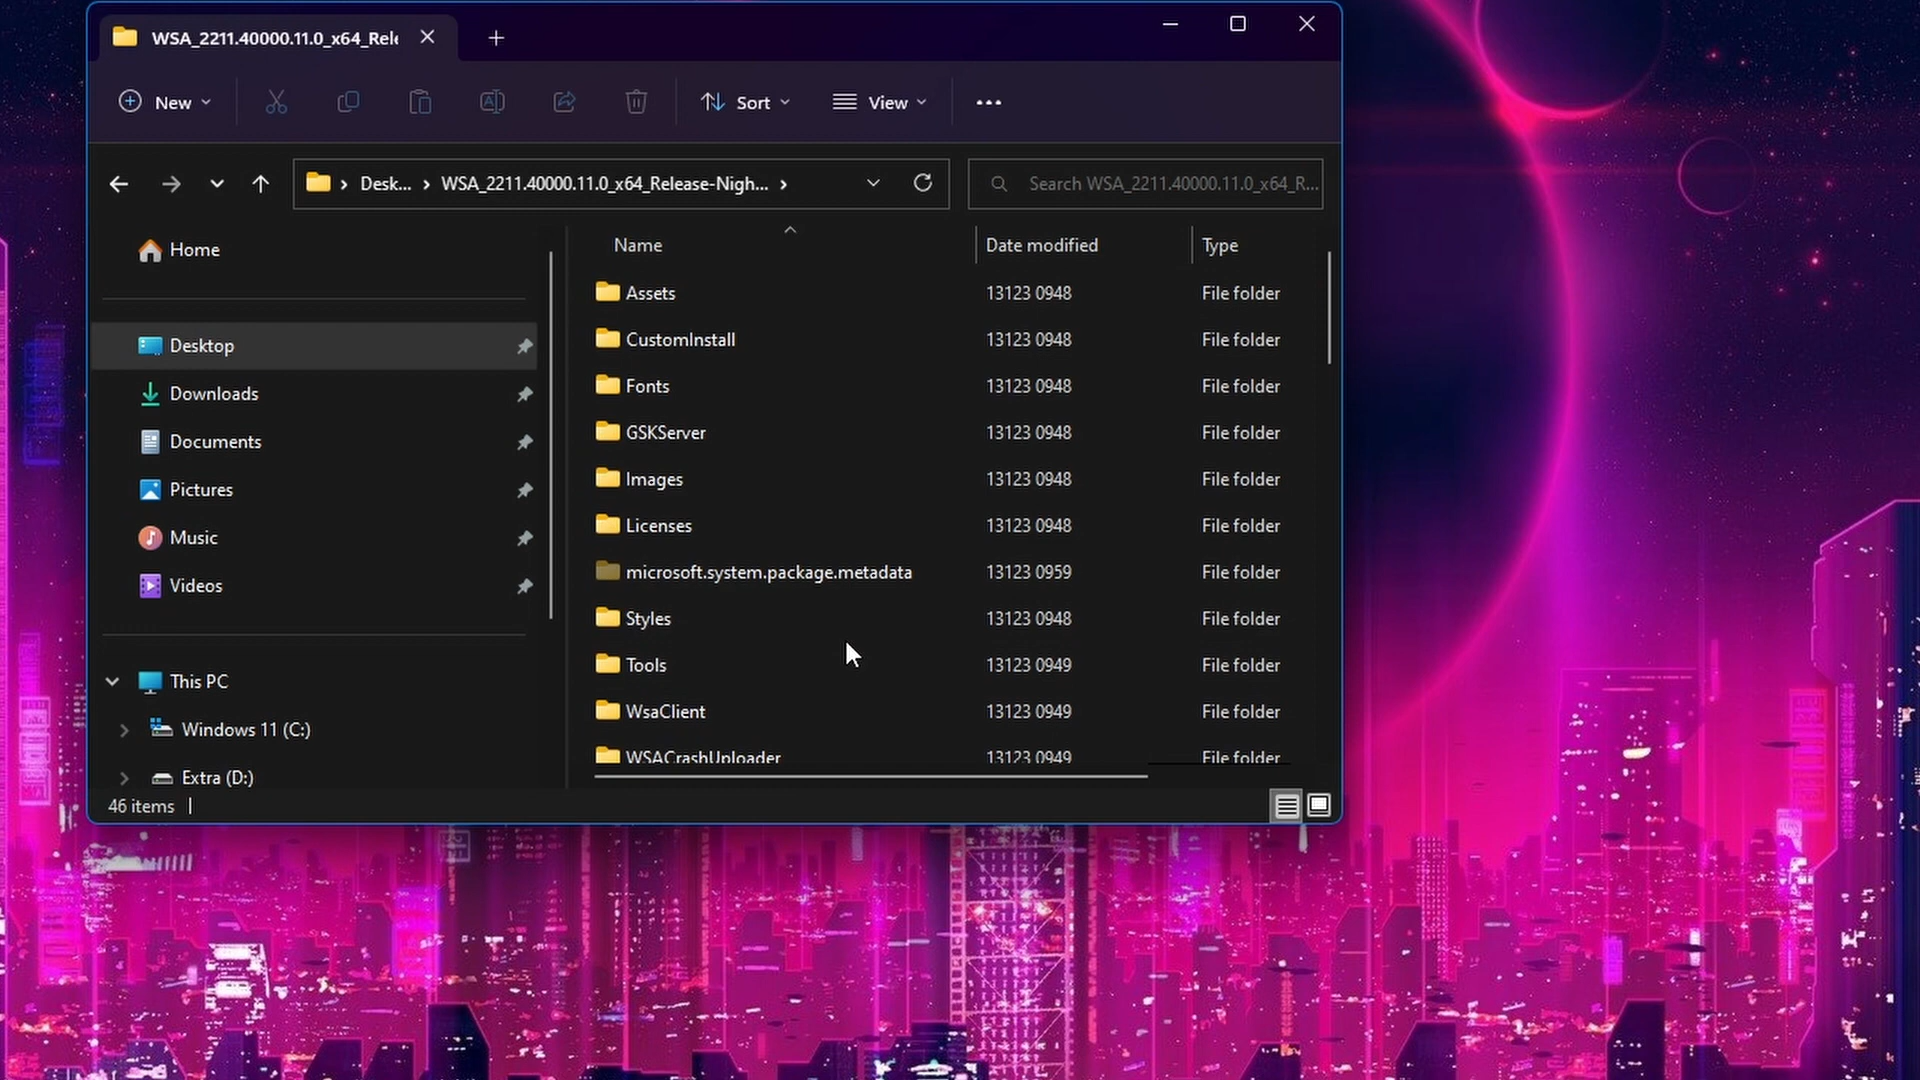 WSA_2211.40000.11.0_x64_Rele
New
Sort
View
Desk... WSA_2211.40000.11.0_x64_Release-Nigh...
Search WSA_2211.40000.11.0_x64_R...
Home
Desktop
Downloads
Documents
Pictures
Music
Videos
This PC
Windows 11 (C:)
Extra (D:)
Name Date modified Type
Assets 13123 0948 File folder
CustomInstall 13123 0948 File folder
Fonts 13123 0948 File folder
GSKServer 13123 0948 File folder
Images 13123 0948 File folder
Licenses 13123 0948 File folder
microsoft.system.package.metadata 13123 0959 File folder
Styles 13123 0948 File folder
Tools 13123 0949 File folder
WsaClient 13123 0949 File folder
WSACrashUploader 13123 0949 File folder
46 items